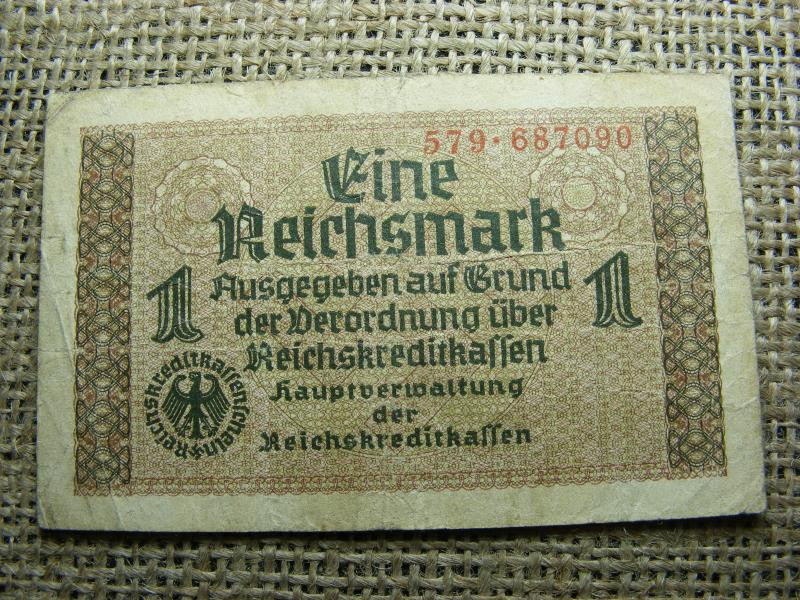 579·687090
Eine
Reichsmark
1 Ausgegeben auf Grund 1
der Verordnung über
Reichskreditkassen
Hauptverwaltung
der
Reichskreditkassen
Reichskreditkassenschein